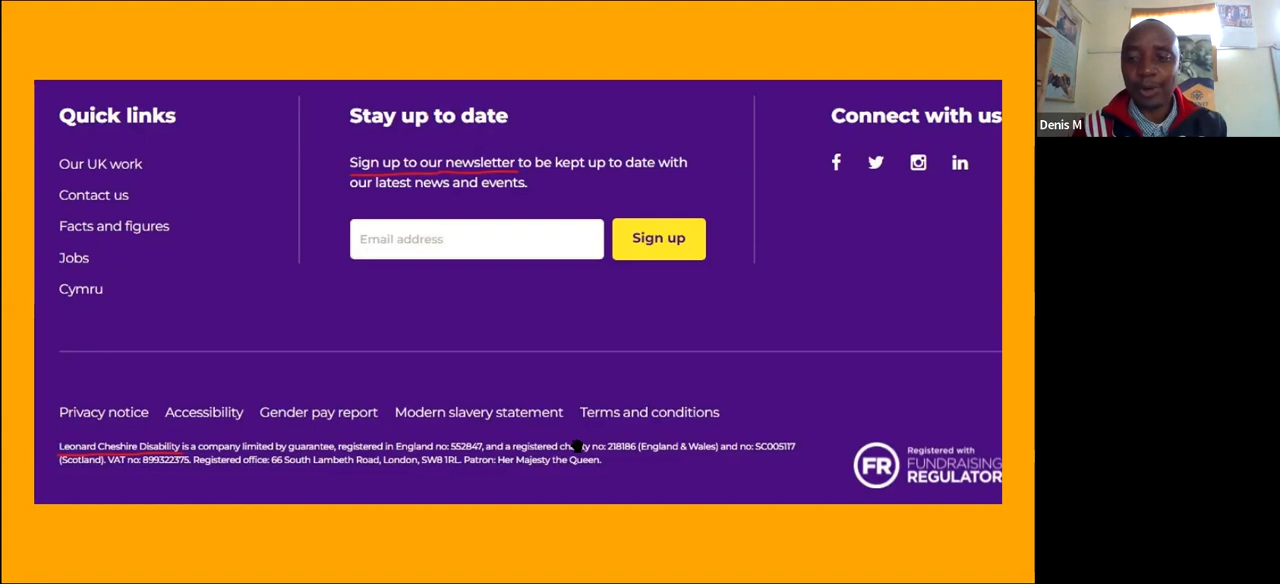 Quick links
Our UK work
Contact us
Facts and figures
Jobs
Cymru
Stay up to date
Sign up to our newsletter to be kept up to date with
our latest news and events.
Email address
Sign up
Connect with us
Privacy notice Accessibility Gender pay report Modern slavery statement Terms and conditions
Leonard Cheshire Disability is a company limited by guarantee, registered in England no: 552847, and a registered charity no: 218186 (England & Wales) and no: SC005117
(Scotland). VAT no: 899322375. Registered office: 66 South Lambeth Road, London, SW8 1RL. Patron: Her Majesty the Queen.
FR
Registered with
FUNDRAISING
REGULATOR
Denis M